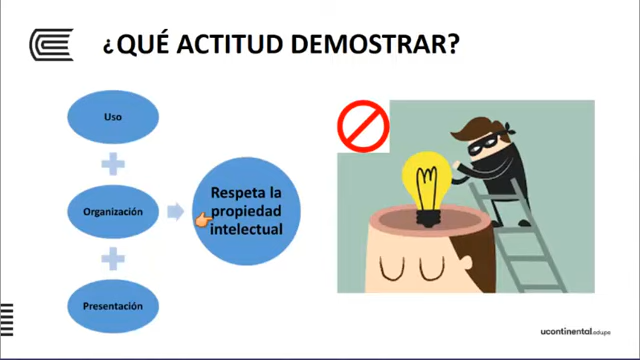 ¿QUÉ ACTITUD DEMOSTRAR?
Uso
Organización
Presentación
Respeta la
propiedad
intelectual
ucontinental.edu.pe